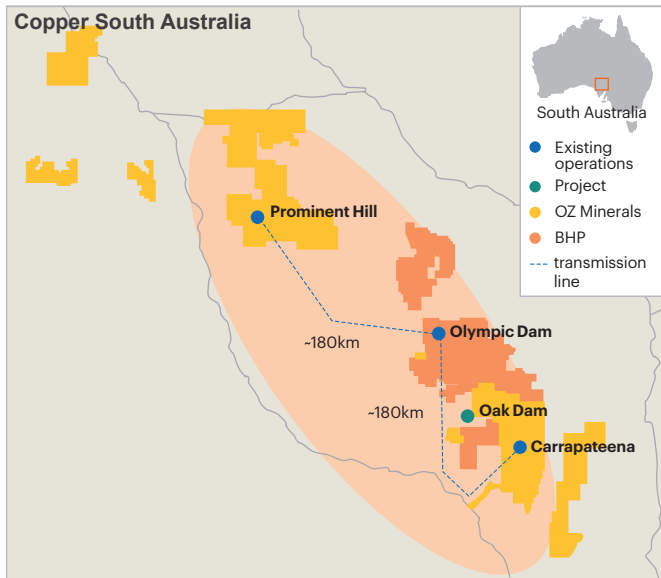 Copper South Australia
South Australia
Existing
operations
Project
OZ Minerals
BHP
transmission
line
Prominent Hill
Olympic Dam
~180km
~180km
Oak Dam
Carrapateena